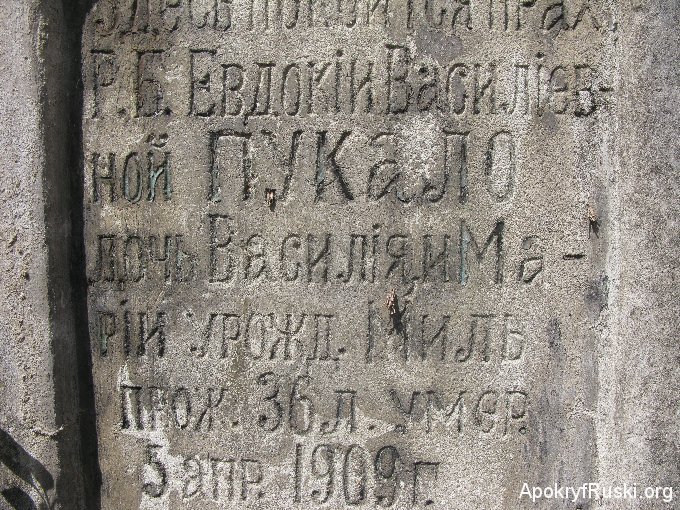 здесь покоится прах
Р.Б. Евдокіи Василіев-
ной ПУКАЛО
дочь Василія и Ма-
ріи урожд. Миль
прож. 36 л. умер.
5 апр. 1909 г.
ApokryfRuski.org